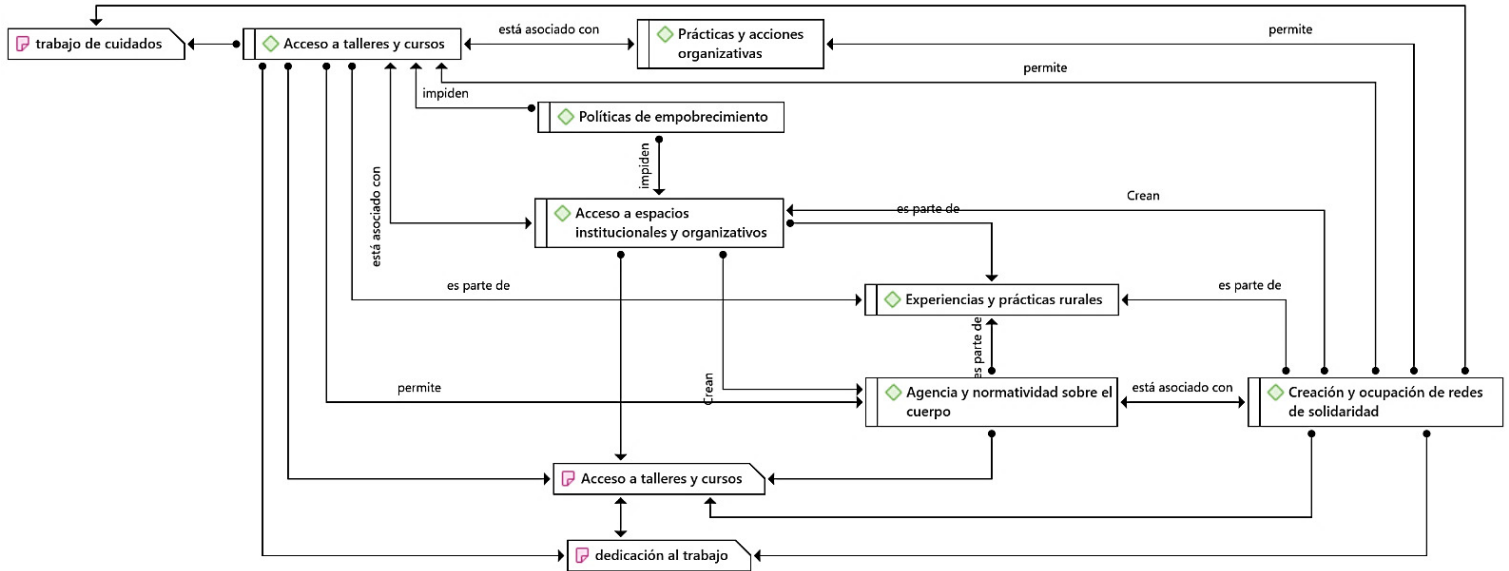 trabajo de cuidados
Acceso a talleres y cursos
está asociado con
Prácticas y acciones
organizativas
permite
permite
impiden
Políticas de empobrecimiento
impiden
está asociado con
Acceso a espacios
institucionales y organizativos
es parte de
Crean
es parte de
Experiencias y prácticas rurales
es parte de
es parte de
permite
Crean
Agencia y normatividad sobre el
cuerpo
está asociado con
Creación y ocupación de redes
de solidaridad
Acceso a talleres y cursos
dedicación al trabajo